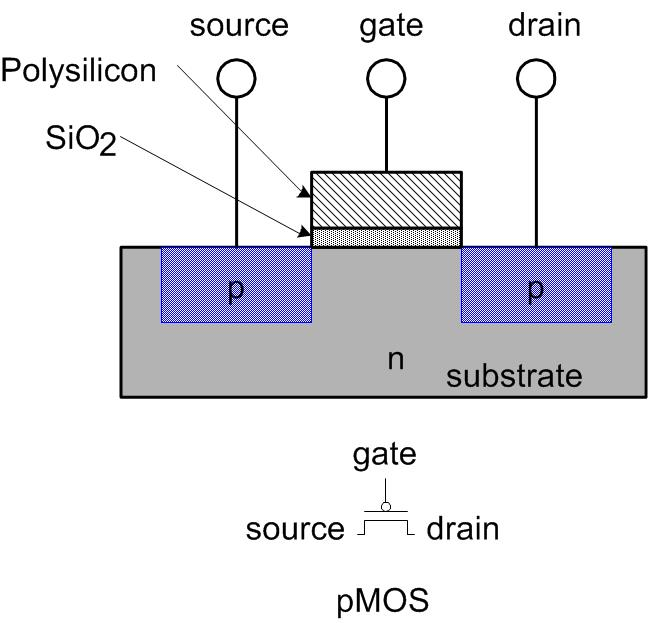 source gate drain
Polysilicon
SiO2
p p
n
substrate
gate
source drain
pMOS